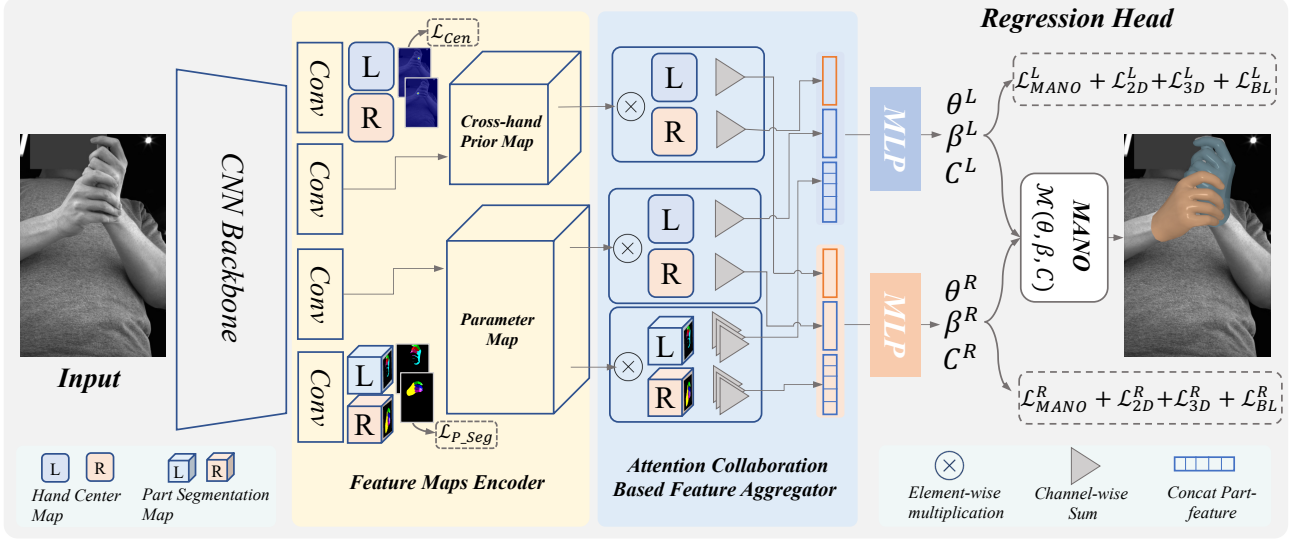 Regression Head
Input
CNN Backbone
Conv
Conv
Conv
Conv
L
R
ℒ_Cen
Cross-hand
Prior Map
Parameter
Map
L
R
ℒ_P_Seg
Feature Maps Encoder
L
R
L
R
L
R
Attention Collaboration
Based Feature Aggregator
MLP
MLP
θ^L
β^L
C^L
θ^R
β^R
C^R
ℒ^L_MANO + ℒ^L_2D+ℒ^L_3D + ℒ^L_BL
MANO
ℳ(θ, β, C)
ℒ^R_MANO + ℒ^R_2D+ℒ^R_3D + ℒ^R_BL
L
R
Hand Center
Map
L
R
Part Segmentation
Map
Element-wise
multiplication
Channel-wise
Sum
Concat Part-
feature